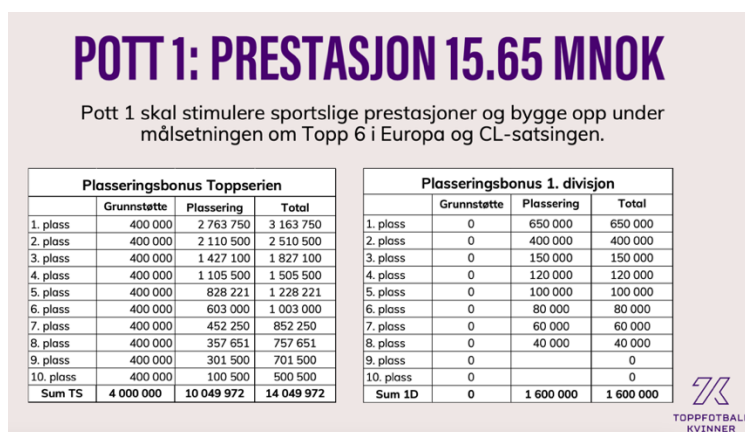 POTT 1: PRESTASJON 15.65 MNOK
Pott 1 skal stimulere sportslige prestasjoner og bygge opp under
målsetningen om Topp 6 i Europa og CL-satsingen.
Plasseringsbonus Toppserien
Grunnstøtte Plassering Total
1. plass 400 000 2 763 750 3 163 750
2. plass 400 000 2 110 500 2 510 500
3. plass 400 000 1 427 100 1 827 100
4. plass 400 000 1 105 500 1 505 500
5. plass 400 000 828 221 1 228 221
6. plass 400 000 603 000 1 003 000
7. plass 400 000 452 250 852 250
8. plass 400 000 357 651 757 651
9. plass 400 000 301 500 701 500
10. plass 400 000 100 500 500 500
Sum TS 4 000 000 10 049 972 14 049 972
Plasseringsbonus 1. divisjon
Grunnstøtte Plassering Total
1. plass 0 650 000 650 000
2. plass 0 400 000 400 000
3. plass 0 150 000 150 000
4. plass 0 120 000 120 000
5. plass 0 100 000 100 000
6. plass 0 80 000 80 000
7. plass 0 60 000 60 000
8. plass 0 40 000 40 000
9. plass 0 0
10. plass 0 0
Sum 1D 0 1 600 000 1 600 000
TOPPFOTBALL
KVINNER